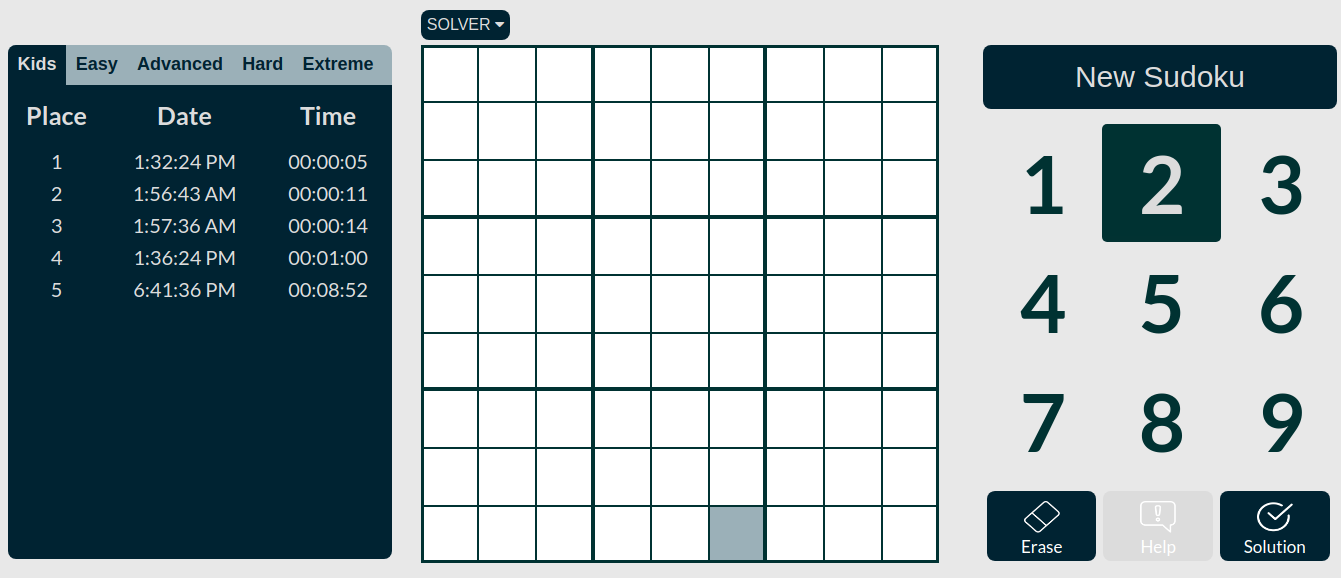 SOLVER
Kids Easy Advanced Hard Extreme
Place Date Time
1 1:32:24 PM 00:00:05
2 1:56:43 AM 00:00:11
3 1:57:36 AM 00:00:14
4 1:36:24 PM 00:01:00
5 6:41:36 PM 00:08:52
New Sudoku
1 2 3
4 5 6
7 8 9
Erase Help Solution